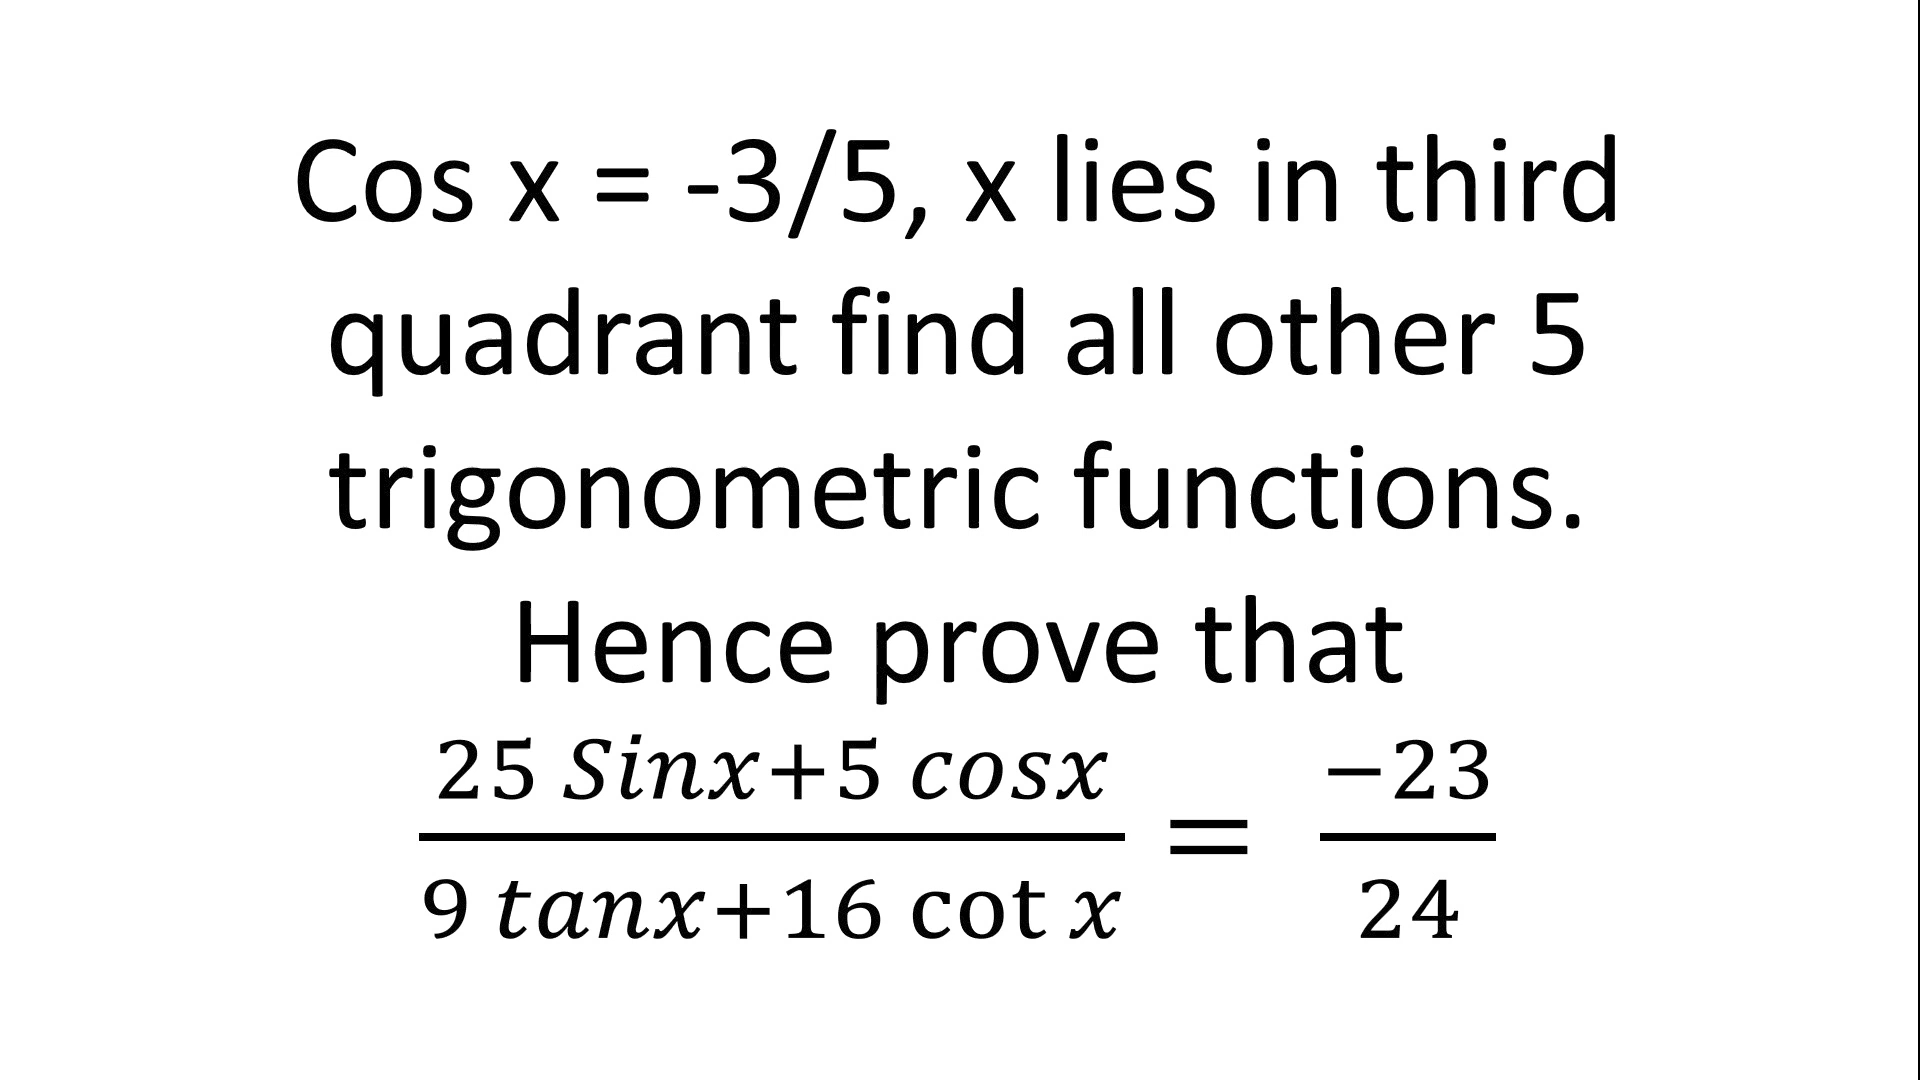 Cos x = -3/5, x lies in third
quadrant find all other 5
trigonometric functions.
Hence prove that
25 Sinx+5 cosx
9 tanx+16 cot x
=
−23
24